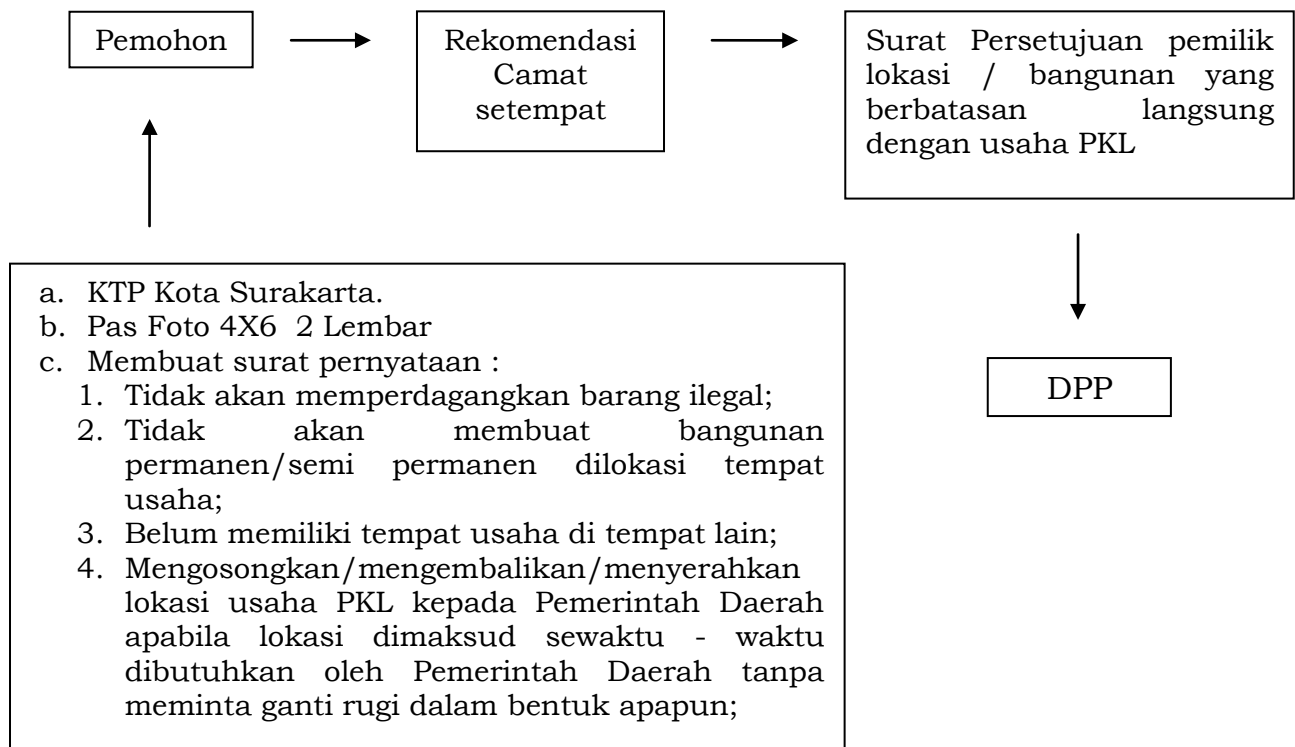 Pemohon
Rekomendasi
Camat
setempat
Surat Persetujuan pemilik
lokasi / bangunan yang
berbatasan langsung
dengan usaha PKL
a. KTP Kota Surakarta.
b. Pas Foto 4X6 2 Lembar
c. Membuat surat pernyataan :
1. Tidak akan memperdagangkan barang ilegal;
2. Tidak akan membuat bangunan
permanen/semi permanen dilokasi tempat
usaha;
3. Belum memiliki tempat usaha di tempat lain;
4. Mengosongkan/mengembalikan/menyerahkan
lokasi usaha PKL kepada Pemerintah Daerah
apabila lokasi dimaksud sewaktu - waktu
dibutuhkan oleh Pemerintah Daerah tanpa
meminta ganti rugi dalam bentuk apapun;
DPP